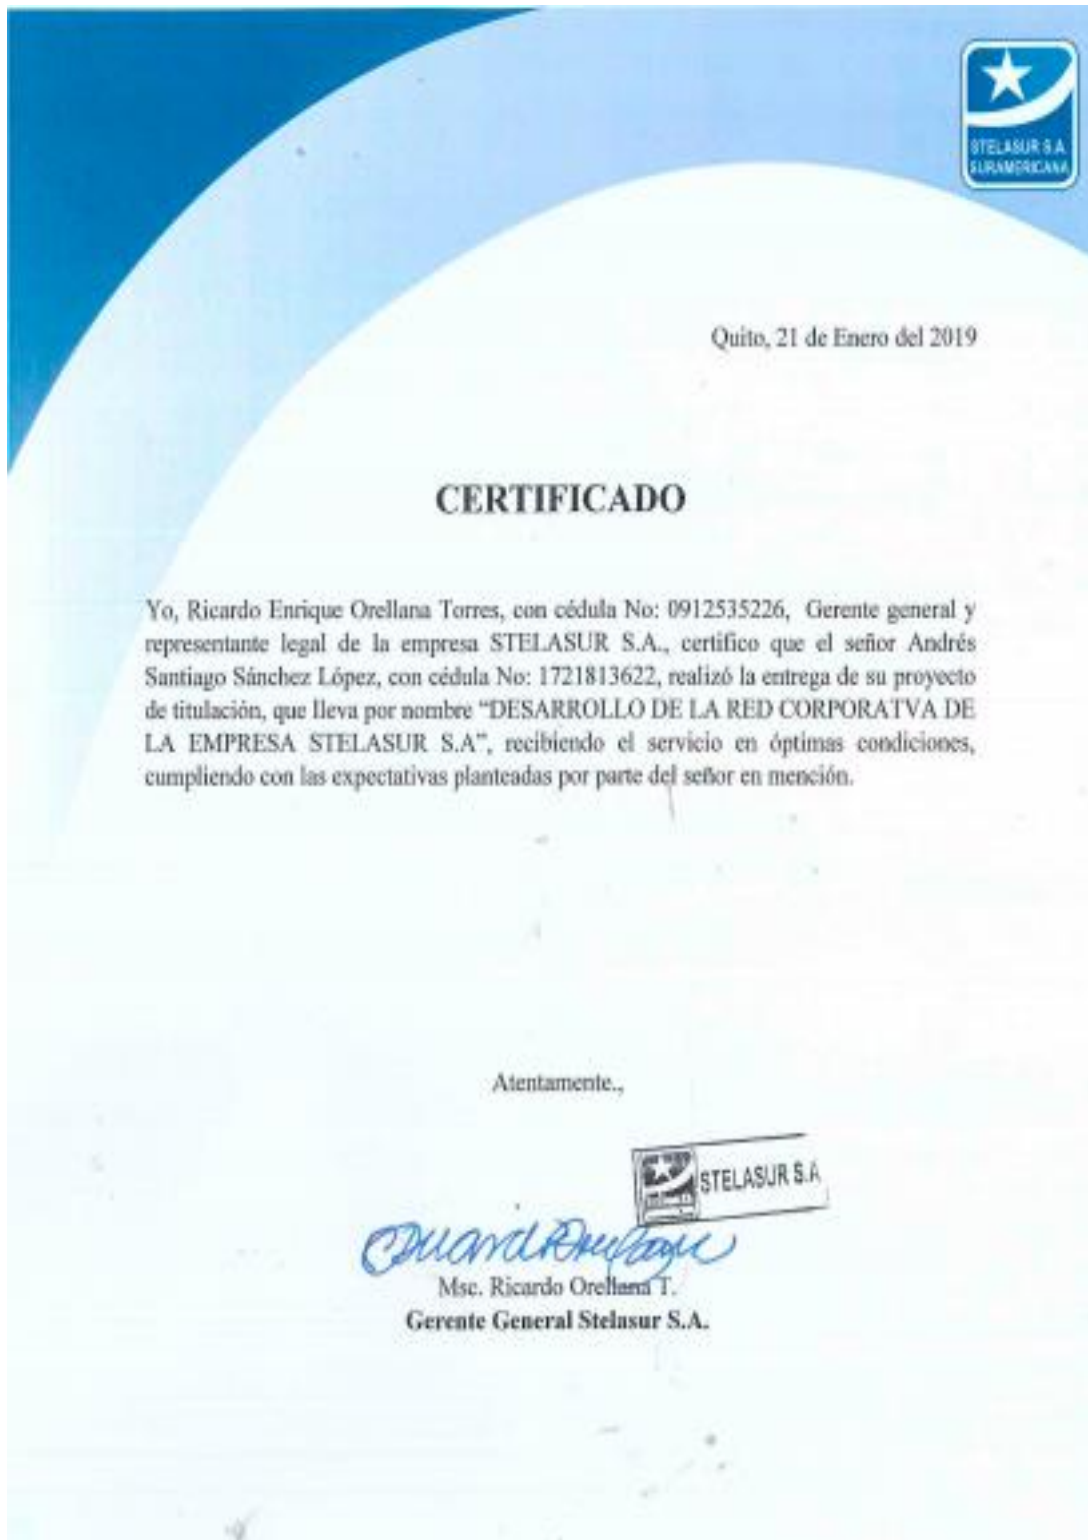 STELASUR S.A.
SURAMERICANA
Quito, 21 de Enero del 2019
CERTIFICADO
Yo, Ricardo Enrique Orellana Torres, con cédula No: 0912535226, Gerente general y
representante legal de la empresa STELASUR S.A., certifico que el señor Andrés
Santiago Sánchez López, con cédula No: 1721813622, realizó la entrega de su proyecto
de titulación, que lleva por nombre “DESARROLLO DE LA RED CORPORATVA DE
LA EMPRESA STELASUR S.A”, recibiendo el servicio en óptimas condiciones,
cumpliendo con las expectativas planteadas por parte del señor en mención.
Atentamente.,
STELASUR S.A
Msc. Ricardo Orellana T.
Gerente General Stelasur S.A.